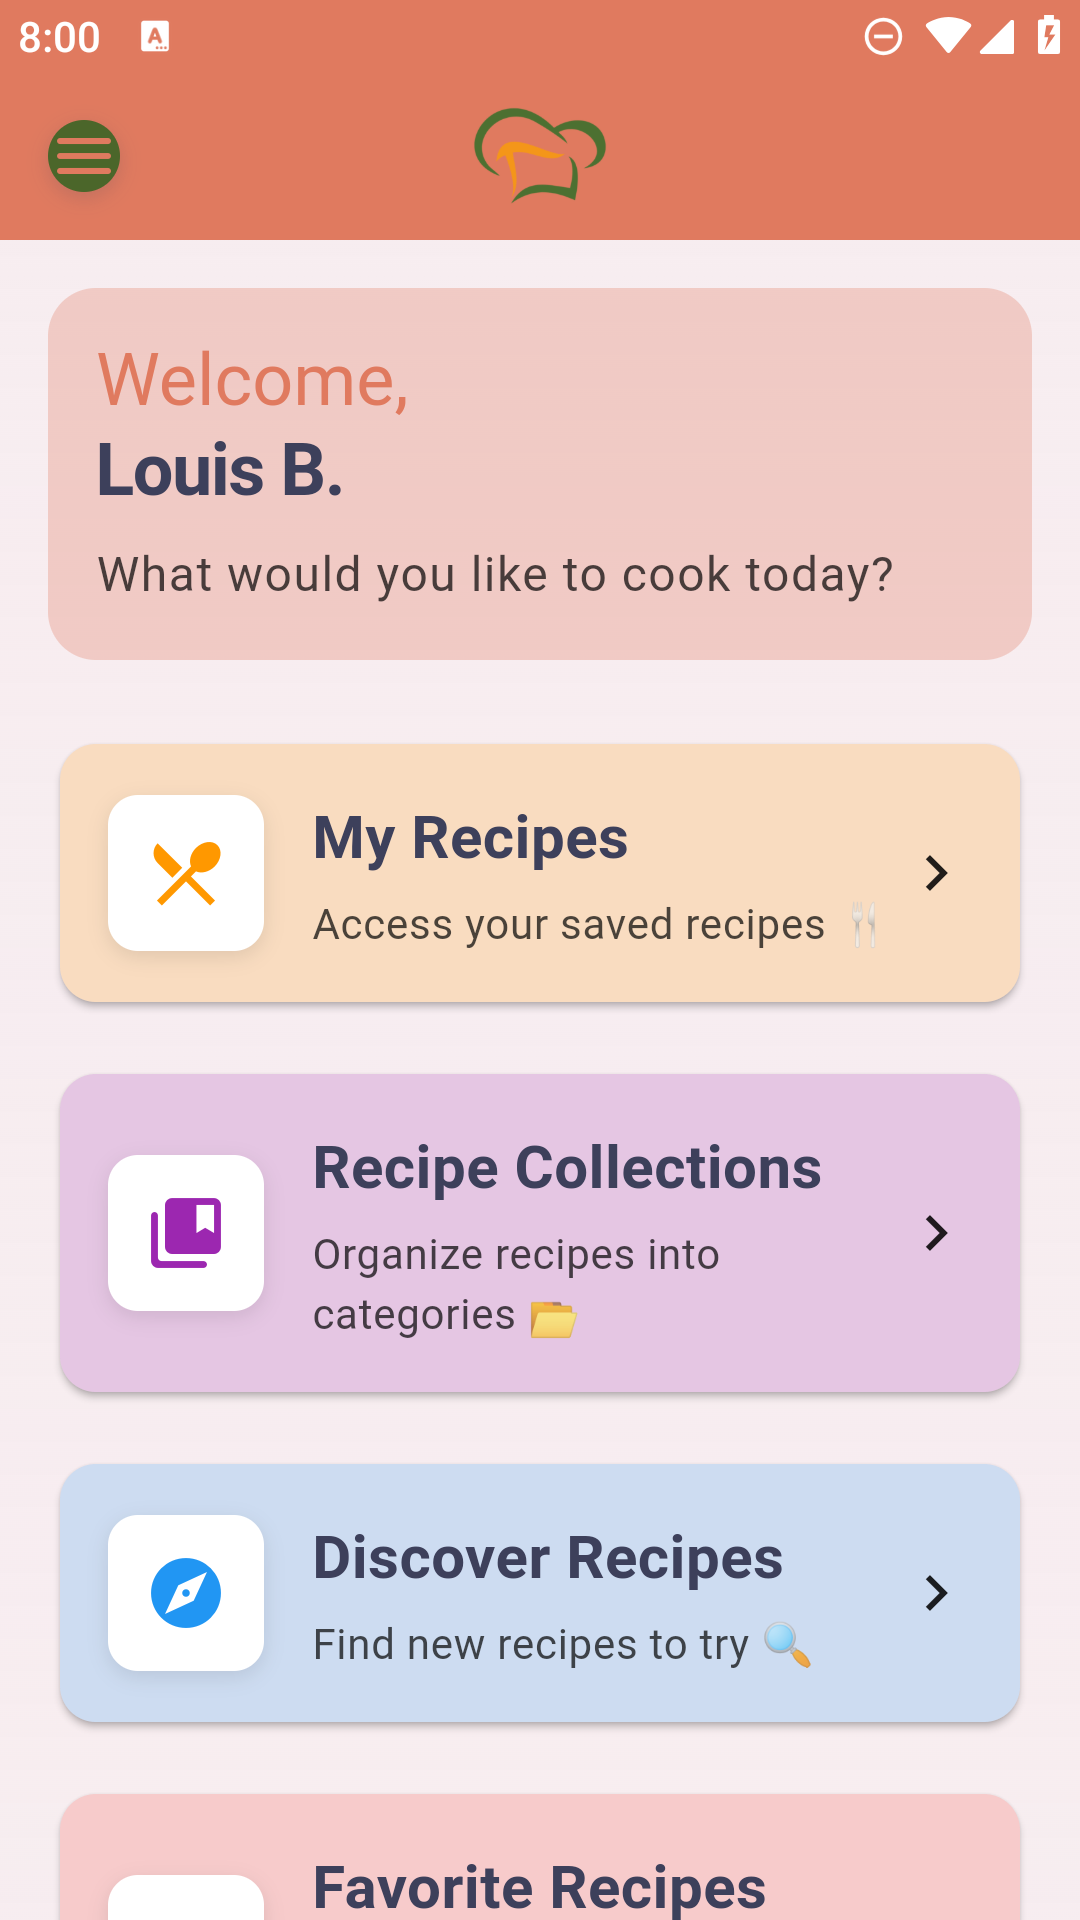 8:00
Welcome,
Louis B.
What would you like to cook today?
My Recipes
Access your saved recipes 🍴
Recipe Collections
Organize recipes into
categories 📂
Discover Recipes
Find new recipes to try 🔍
Favorite Recipes